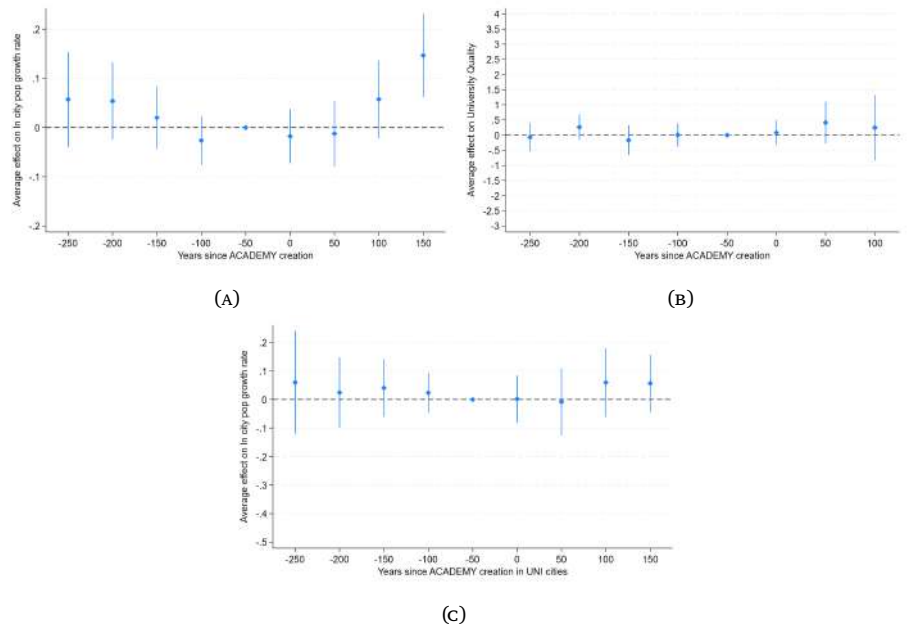 Average effect on ln city pop growth rate
.2
.1
0
-.1
-.2
-250 -200 -150 -100 -50 0 50 100 150
Years since ACADEMY creation
(A)
Average effect on University Quality
4
3.5
3
2.5
2
1.5
1
.5
0
-.5
-1
-1.5
-2
-2.5
-3
-250 -200 -150 -100 -50 0 50 100
Years since ACADEMY creation
(B)
Average effect on ln city pop growth rate
.2
.1
0
-.1
-.2
-.3
-.4
-.5
-250 -200 -150 -100 -50 0 50 100 150
Years since ACADEMY creation in UNI cities
(C)